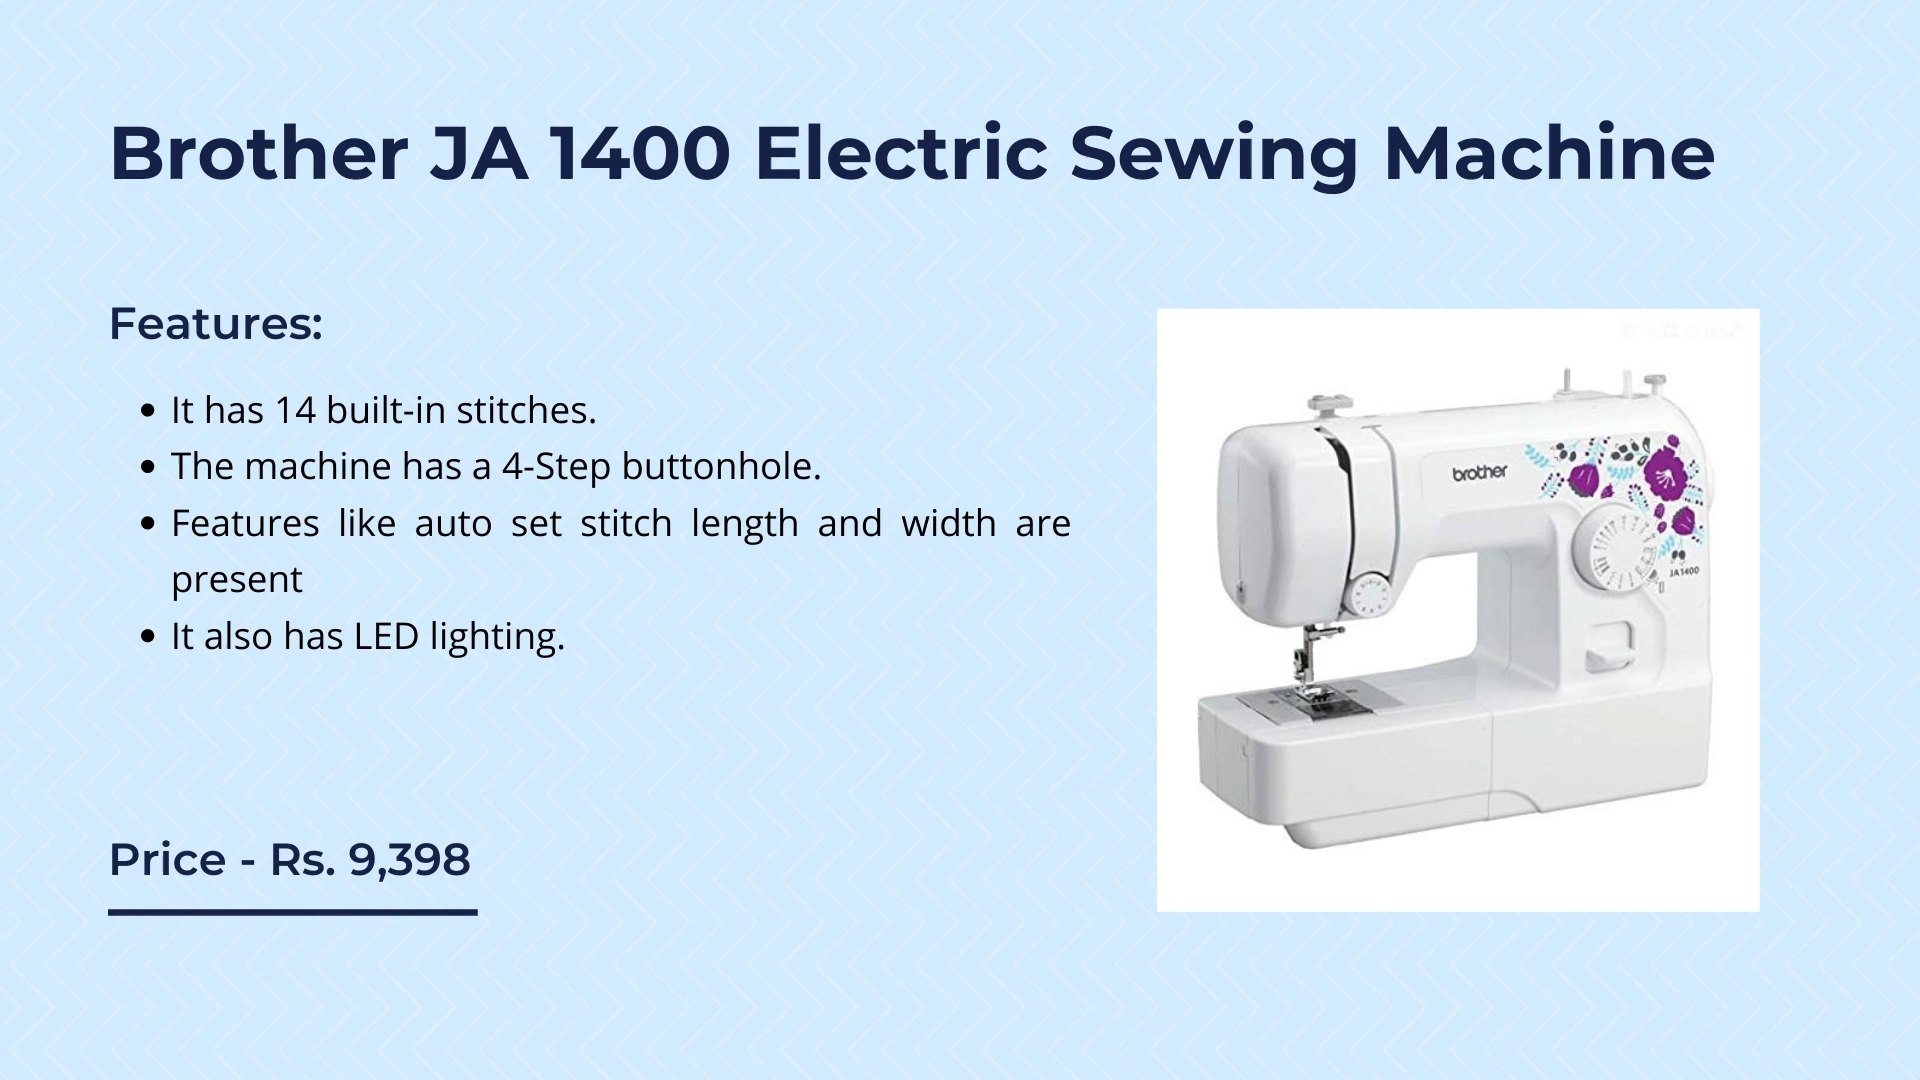 Brother JA 1400 Electric Sewing Machine
Features:
• It has 14 built-in stitches.
• The machine has a 4-Step buttonhole.
• Features like auto set stitch length and width are
present
• It also has LED lighting.
brother
JA1400
Price - Rs. 9,398